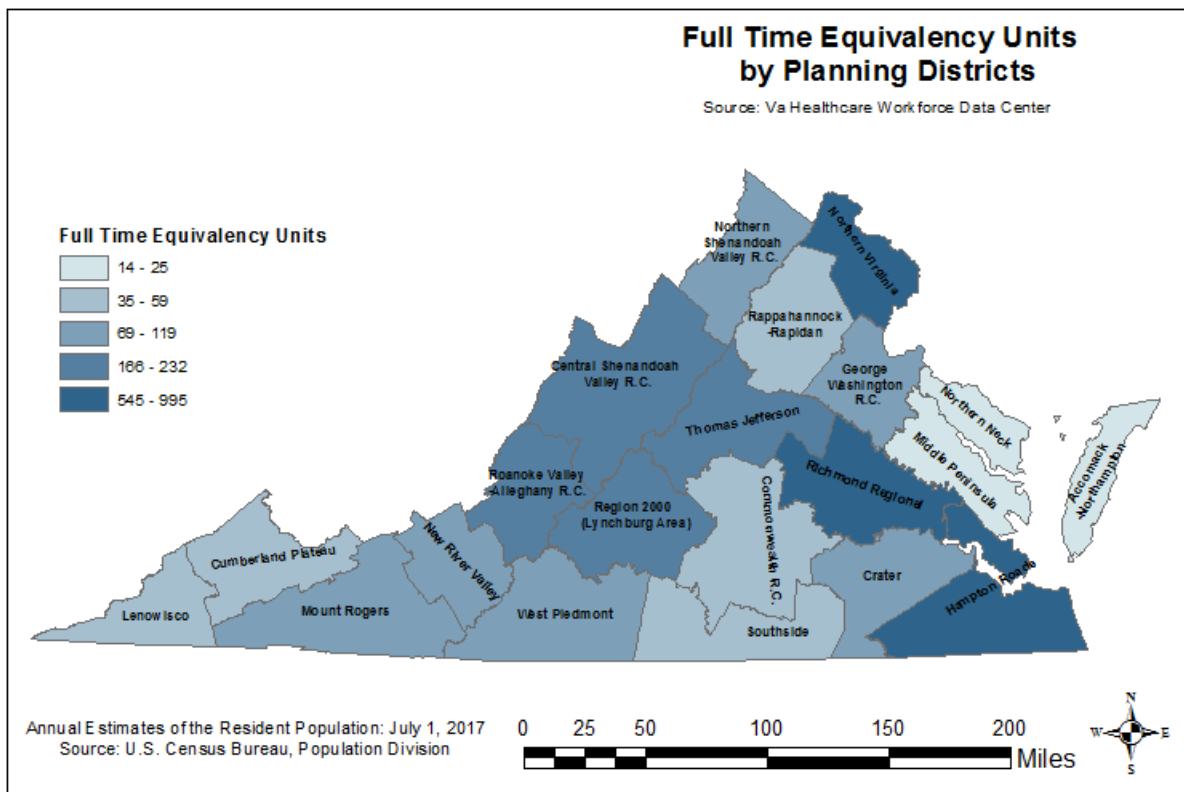 Full Time Equivalency Units
by Planning Districts
Source: Va Healthcare Workforce Data Center
Full Time Equivalency Units
14 - 25
35 - 59
69 - 119
166 - 232
545 - 995
Northern
Shenandoah
Valley R.C.
Northern Virginia
Rappahannock
-Rapidan
Central Shenandoah
Valley R.C.
George
Washington
R.C.
Northern Neck
Thomas Jefferson
Middle Peninsula
Accomack
-Northampton
Roanoke Valley
-Alleghany R.C.
Richmond Regional
Region 2000
(Lynchburg Area)
Commonwealth R.C.
Cumberland Plateau
New River Valley
Crater
Hampton Roads
Lenowisco
Mount Rogers
West Piedmont
Southside
Annual Estimates of the Resident Population: July 1, 2017
Source: U.S. Census Bureau, Population Division
0 25 50 100 150 200
Miles
N
W E
S